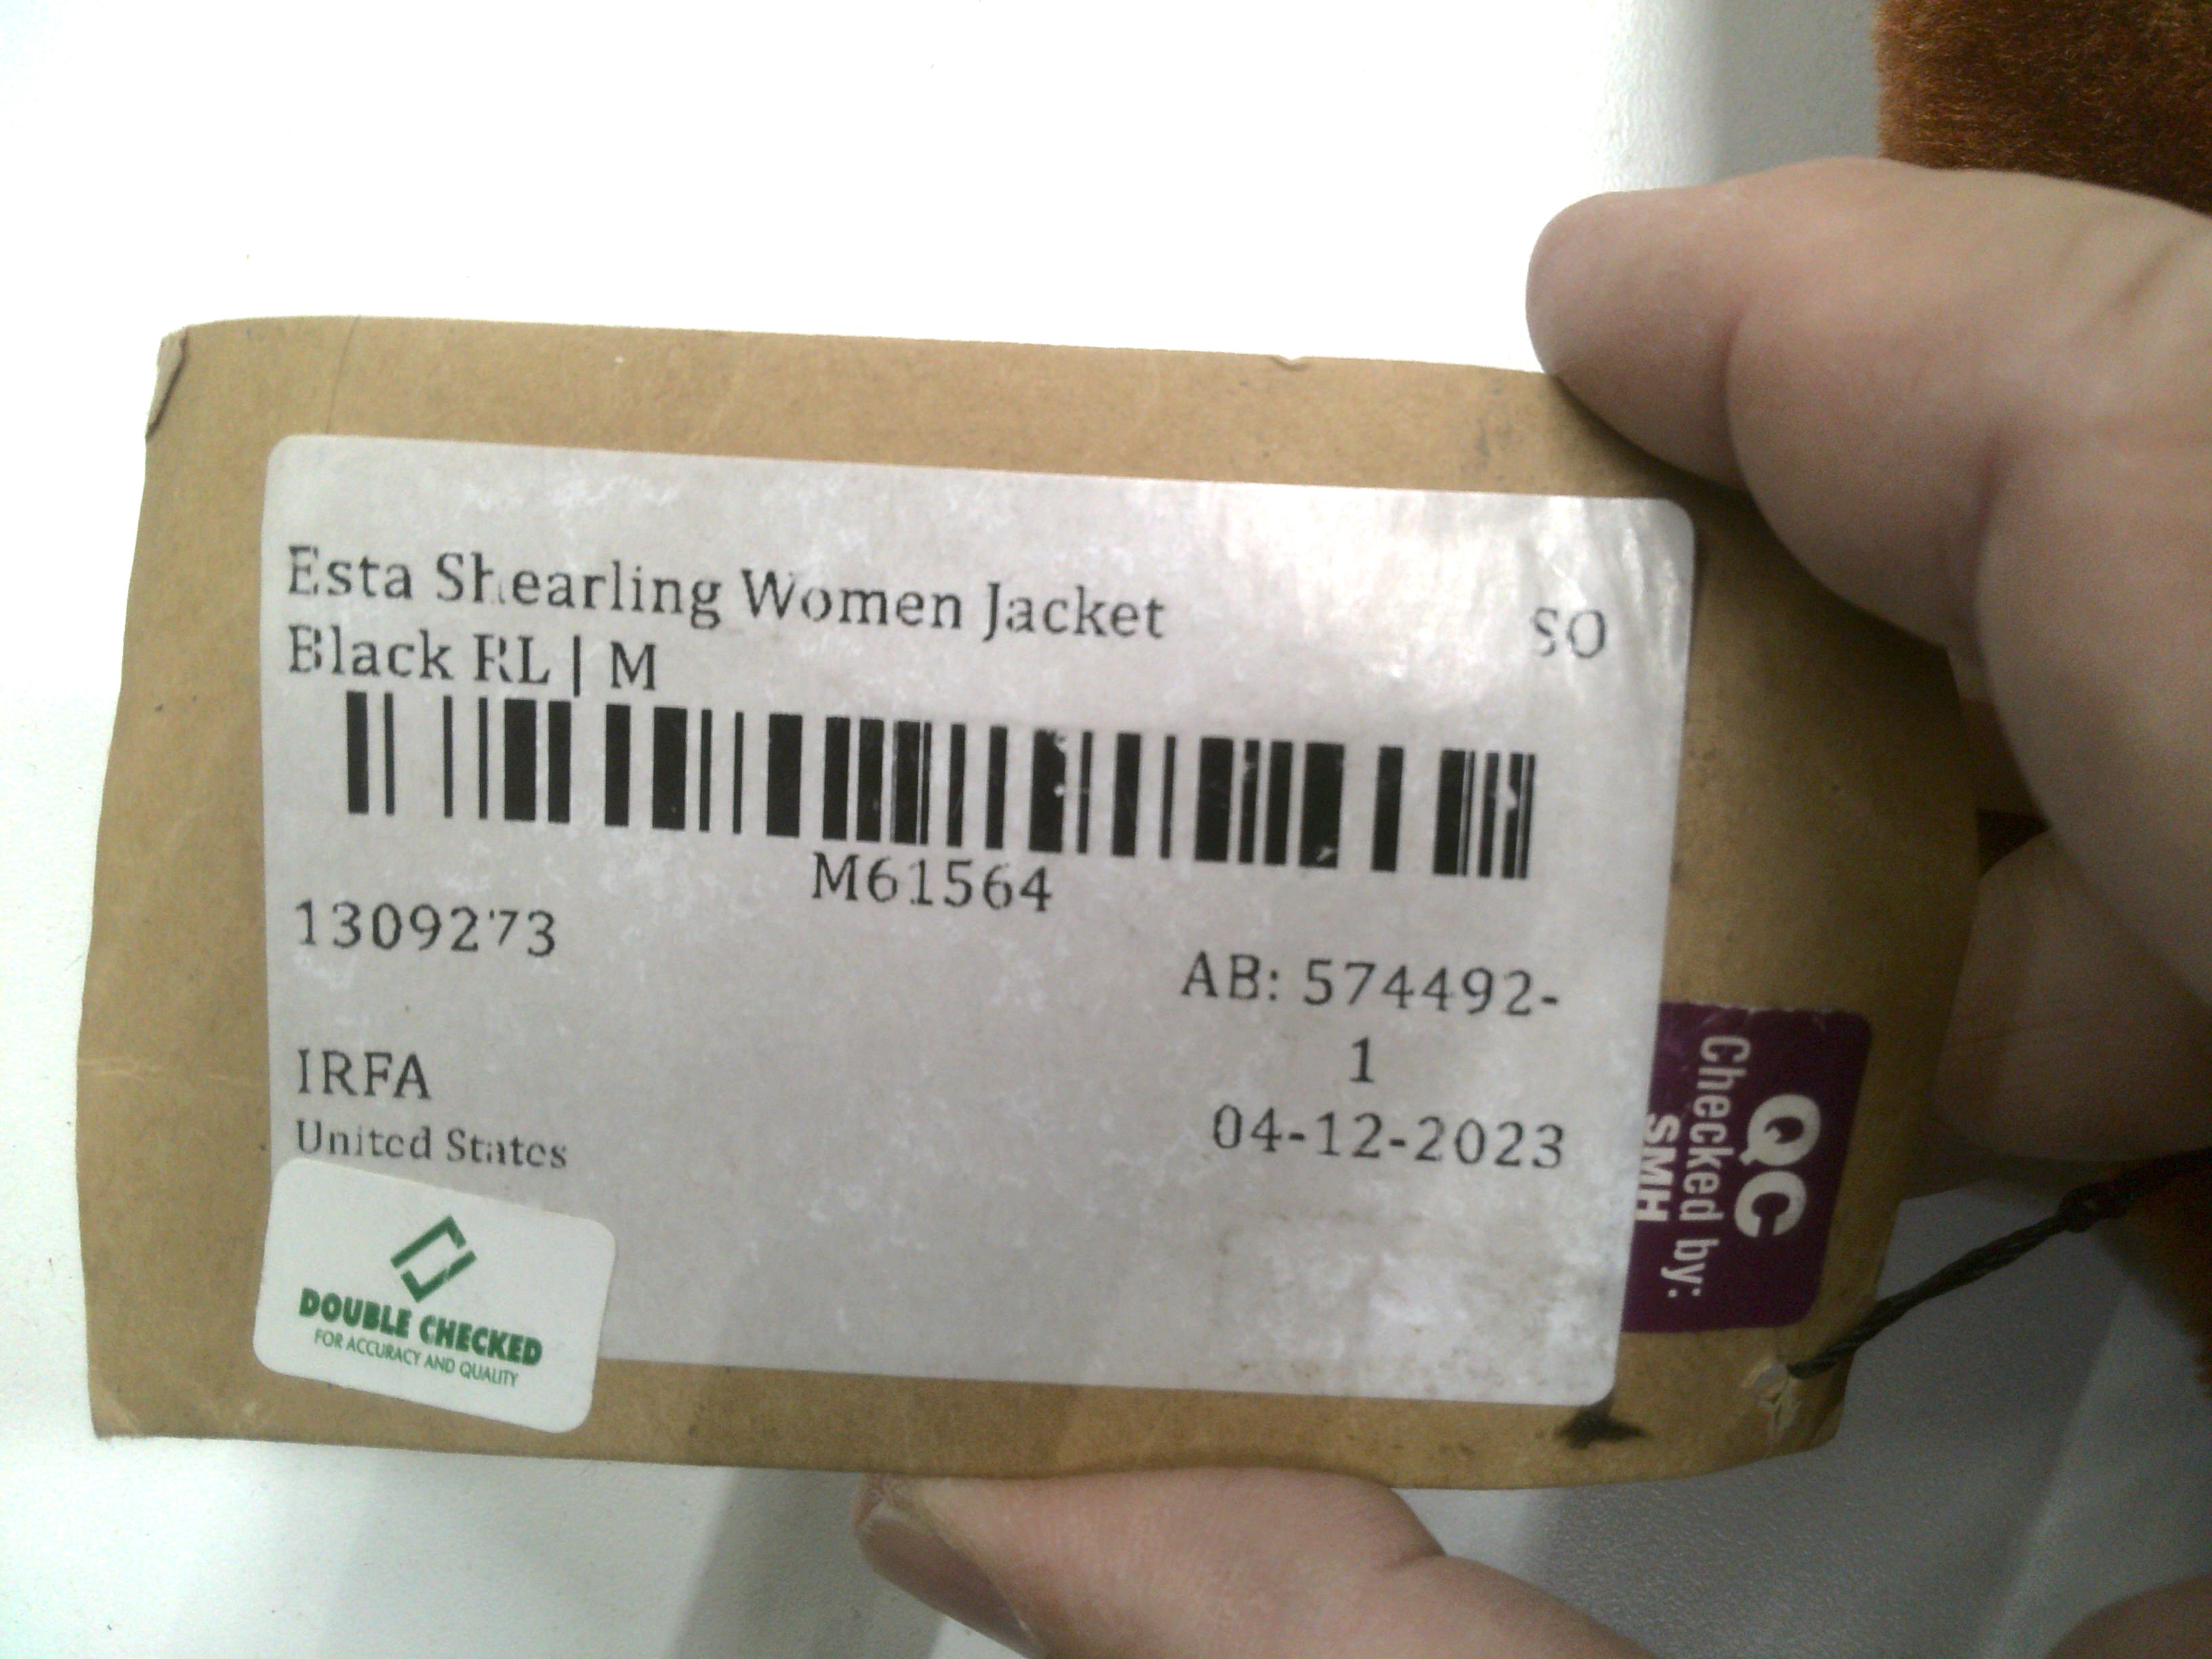 Esta Shearling Women Jacket
SO
Black RL | M
M61564
1309273
AB: 574492-
1
IRFA
04-12-2023
United States
QC
Checked by:
SMH
DOUBLE CHECKED
FOR ACCURACY AND QUALITY